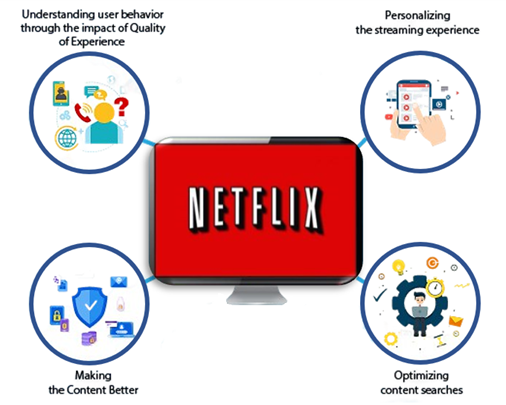 Understanding user behavior
through the impact of Quality
of Experience
Personalizing
the streaming experience
NETFLIX
Making
the Content Better
Optimizing
content searches